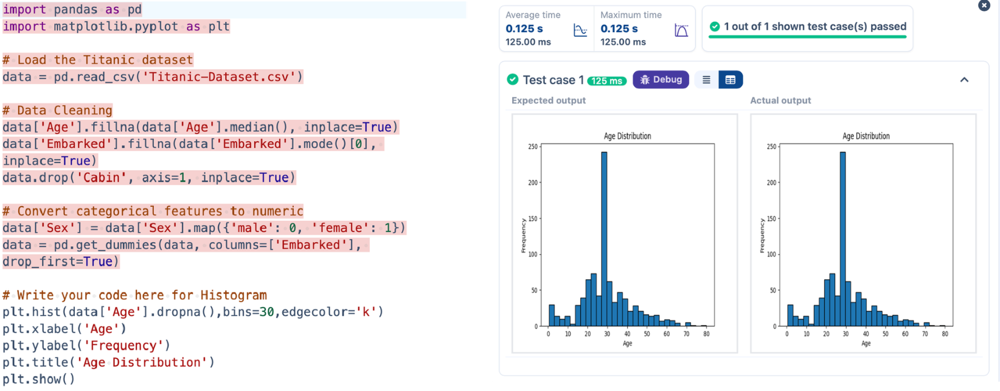 import pandas as pd
import matplotlib.pyplot as plt
# Load the Titanic dataset
data = pd.read_csv('Titanic-Dataset.csv')
# Data Cleaning
data['Age'].fillna(data['Age'].median(), inplace=True)
data['Embarked'].fillna(data['Embarked'].mode()[0],
inplace=True)
data.drop('Cabin', axis=1, inplace=True)
# Convert categorical features to numeric
data['Sex'] = data['Sex'].map({'male': 0, 'female': 1})
data = pd.get_dummies(data, columns=['Embarked'],
drop_first=True)
# Write your code here for Histogram
plt.hist(data['Age'].dropna(),bins=30,edgecolor='k')
plt.xlabel('Age')
plt.ylabel('Frequency')
plt.title('Age Distribution')
plt.show()
Average time
0.125 s
125.00 ms
Maximum time
0.125 s
125.00 ms
1 out of 1 shown test case(s) passed
Test case 1 125 ms Debug
Expected output
Age Distribution
250
200
150
100
50
0
Frequency
0 10 20 30 40 50 60 70 80
Age
Actual output
Age Distribution
250
200
150
100
50
0
Frequency
0 10 20 30 40 50 60 70 80
Age